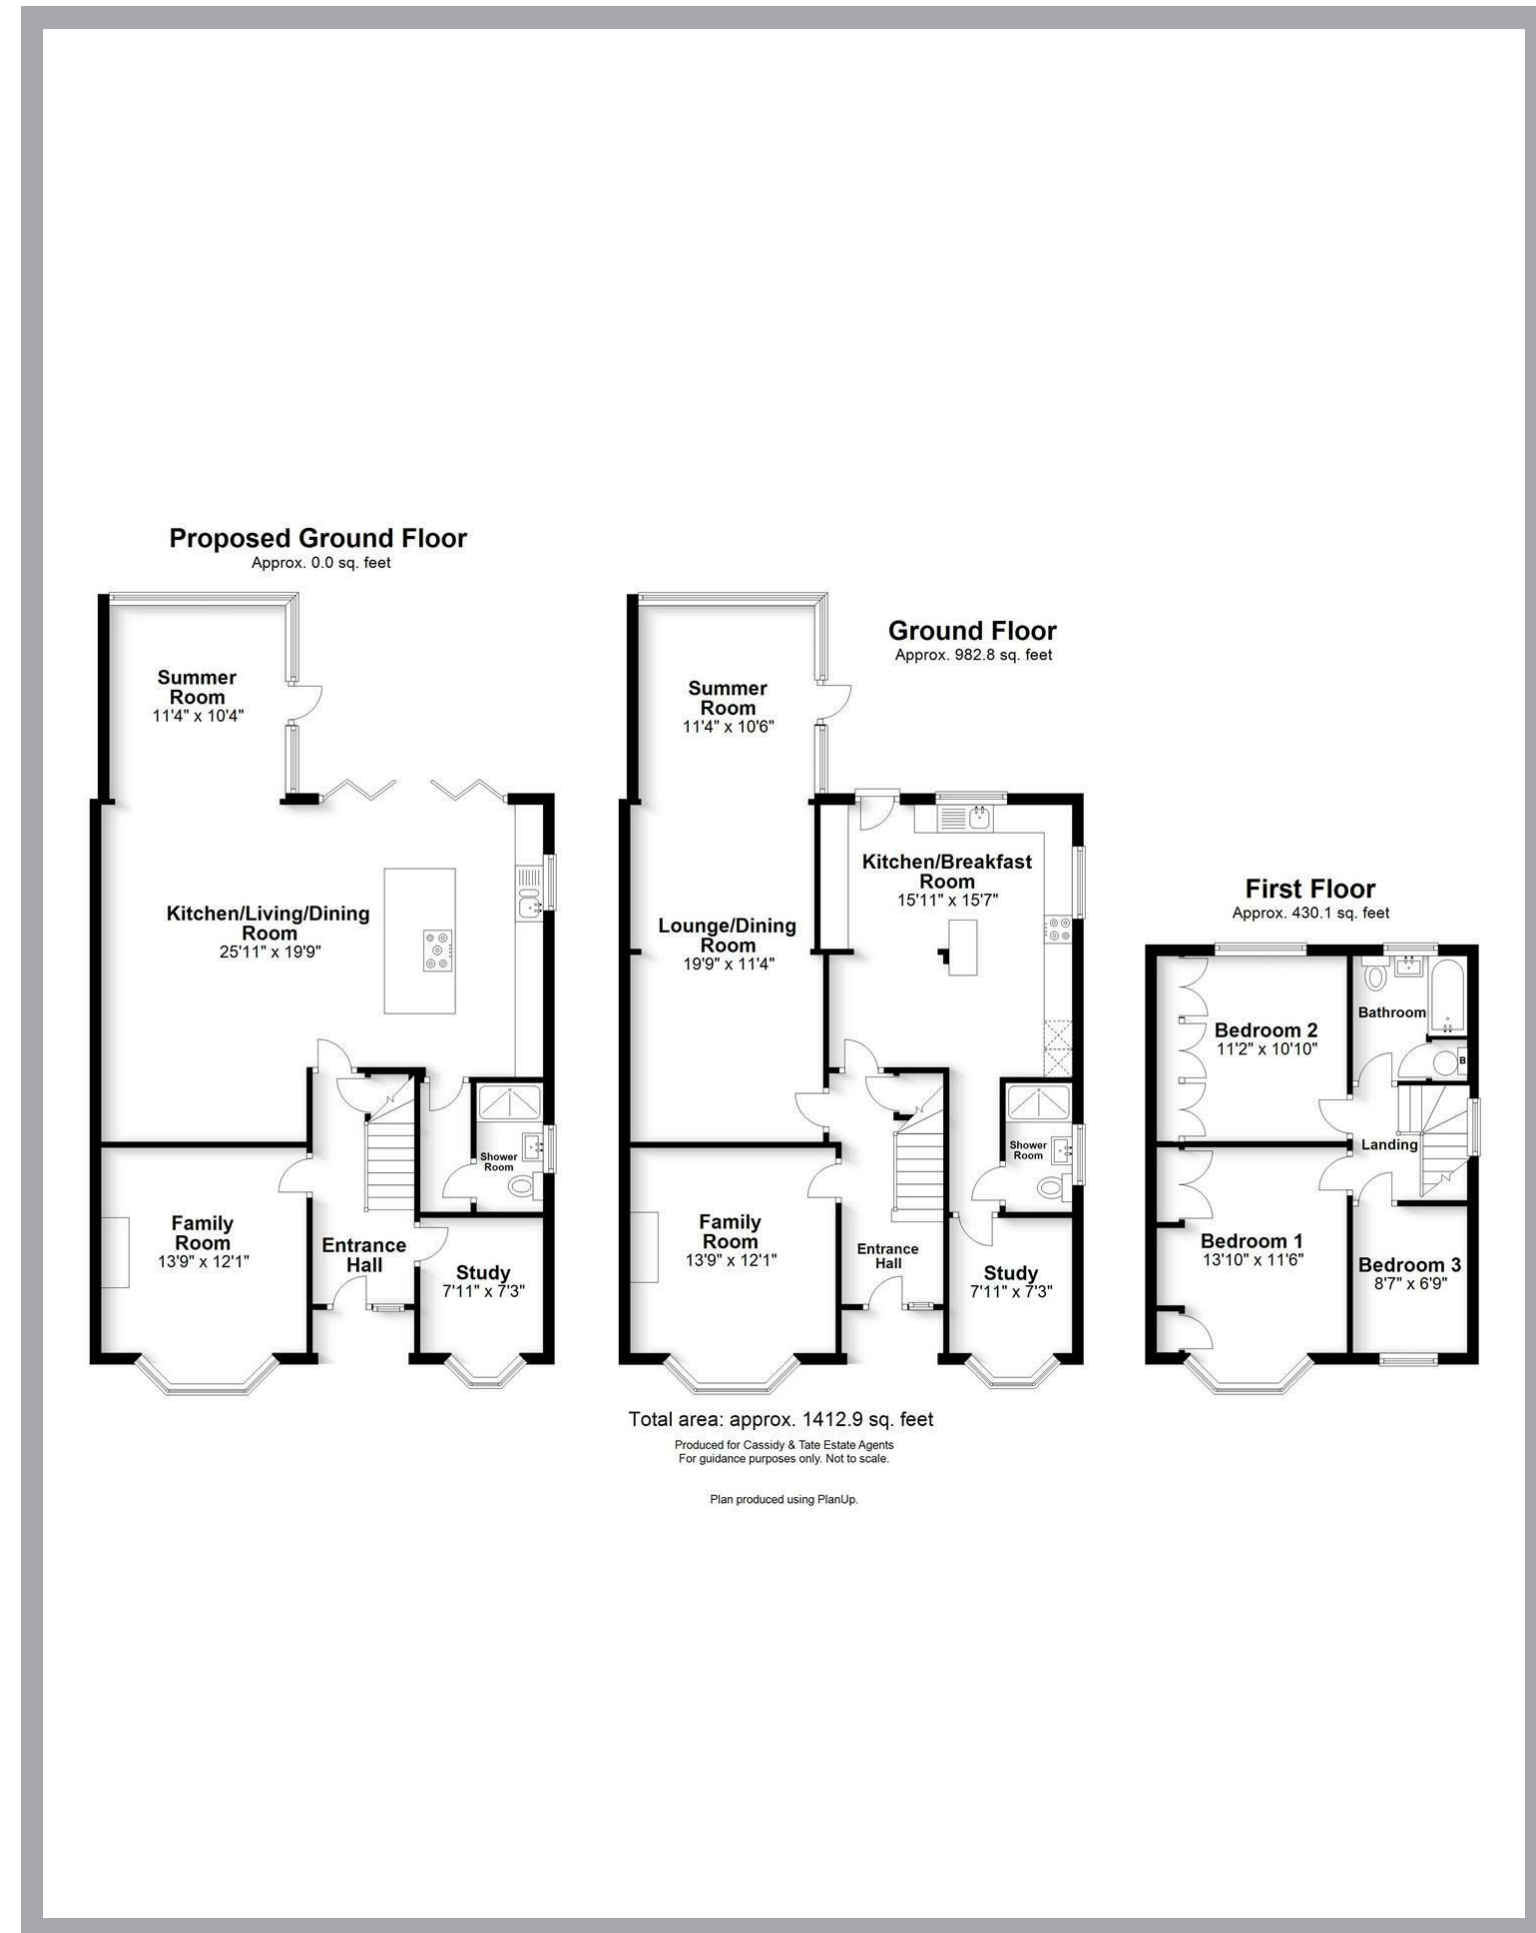 Proposed Ground Floor
Approx. 0.0 sq. feet
Summer
Room
11'4" x 10'4"
Kitchen/Living/Dining
Room
25'11" x 19'9"
Shower
Room
Family
Room
13'9" x 12'1"
Entrance
Hall
Study
7'11" x 7'3"
Ground Floor
Approx. 982.8 sq. feet
Summer
Room
11'4" x 10'6"
Kitchen/Breakfast
Room
15'11" x 15'7"
Lounge/Dining
Room
19'9" x 11'4"
Shower
Room
Family
Room
13'9" x 12'1"
Entrance
Hall
Study
7'11" x 7'3"
First Floor
Approx. 430.1 sq. feet
Bathroom
Bedroom 2
11'2" x 10'10"
B
Landing
Bedroom 1
13'10" x 11'6"
Bedroom 3
8'7" x 6'9"
Total area: approx. 1412.9 sq. feet
Produced for Cassidy & Tate Estate Agents
For guidance purposes only. Not to scale.
Plan produced using PlanUp.